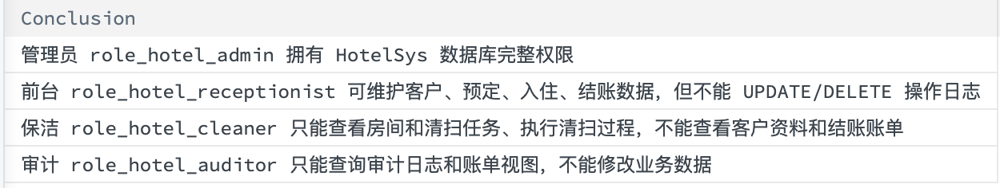 Conclusion
管理员 role_hotel_admin 拥有 HotelSys 数据库完整权限
前台 role_hotel_receptionist 可维护客户、预定、入住、结账数据，但不能 UPDATE/DELETE 操作日志
保洁 role_hotel_cleaner 只能查看房间和清扫任务、执行清扫过程，不能查看客户资料和结账账单
审计 role_hotel_auditor 只能查询审计日志和账单视图，不能修改业务数据